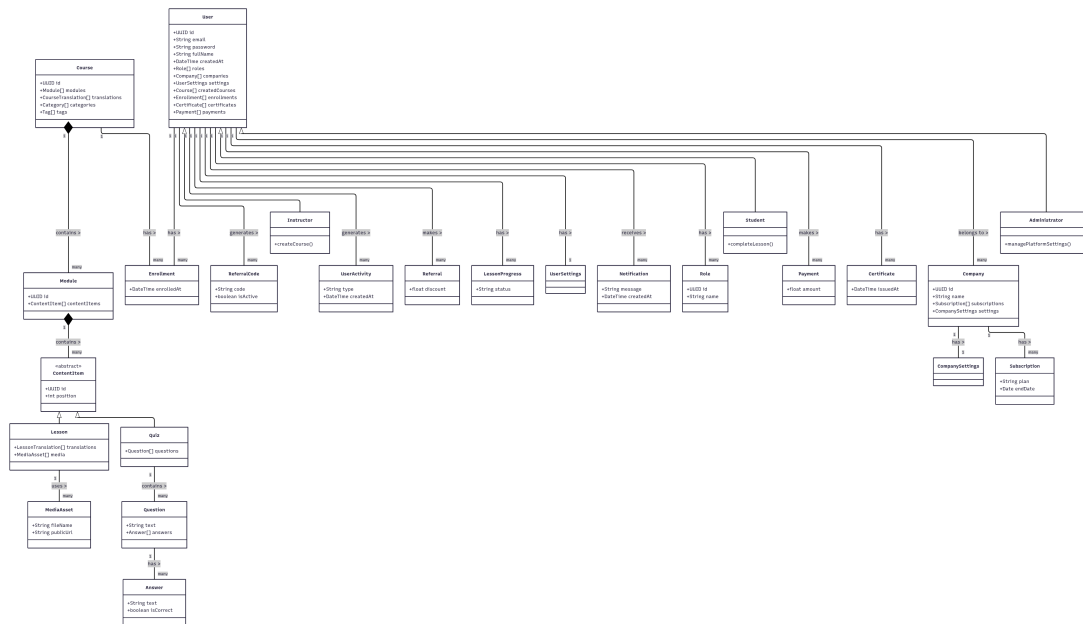 User
+UUID id
+String email
+String password
+String fullName
+DateTime createdAt
+Role[] roles
+Company[] companies
+UserSettings settings
+Course[] createdCourses
+Enrollment[] enrollments
+Certificate[] certificates
+Payment[] payments
Course
+UUID id
+Module[] modules
+CourseTranslation[] translations
+Category[] categories
+Tag[] tags
contains >
many
has >
many
has >
many
generates >
many
generates >
many
makes >
many
has >
many
has >
receives >
many
has >
many
makes >
many
has >
many
belongs to >
many
Instructor
+createCourse()
Student
+completeLesson()
Administrator
+managePlatformSettings()
Module
+UUID id
+ContentItem[] contentItems
Enrollment
+DateTime enrolledAt
ReferralCode
+String code
+boolean isActive
UserActivity
+String type
+DateTime createdAt
Referral
+float discount
LessonProgress
+String status
UserSettings
Notification
+String message
+DateTime createdAt
Role
+UUID id
+String name
Payment
+float amount
Certificate
+DateTime issuedAt
Company
+UUID id
+String name
+Subscription[] subscriptions
+CompanySettings settings
contains >
many
has >
has >
many
«abstract»
ContentItem
+UUID id
+int position
CompanySettings
Subscription
+String plan
+Date endDate
Lesson
+LessonTranslation[] translations
+MediaAsset[] media
Quiz
+Question[] questions
uses >
many
contains >
many
MediaAsset
+String fileName
+String publicUrl
Question
+String text
+Answer[] answers
has >
many
Answer
+String text
+boolean isCorrect